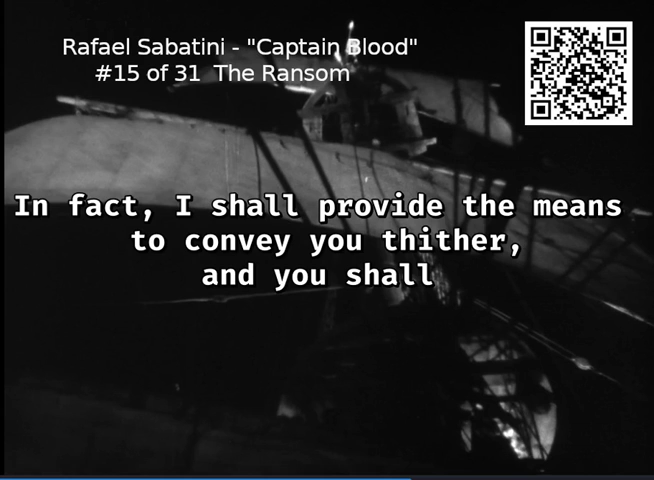 Rafael Sabatini - "Captain Blood"
#15 of 31  The Ransom
In fact, I shall provide the means
to convey you thither,
and you shall